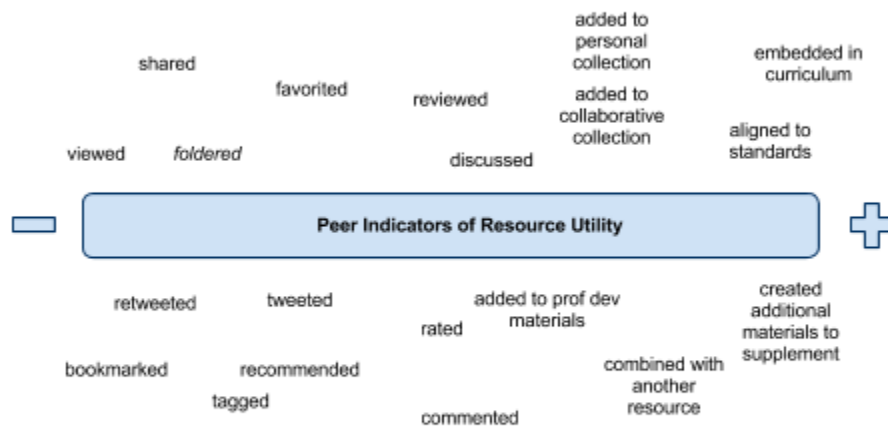 added to
personal
collection
embedded in
curriculum
shared
favorited
reviewed
added to
collaborative
collection
aligned to
standards
viewed
foldered
discussed
Peer Indicators of Resource Utility
created
additional
materials to
supplement
retweeted
tweeted
added to prof dev
materials
rated
bookmarked
recommended
combined with
another
resource
tagged
commented